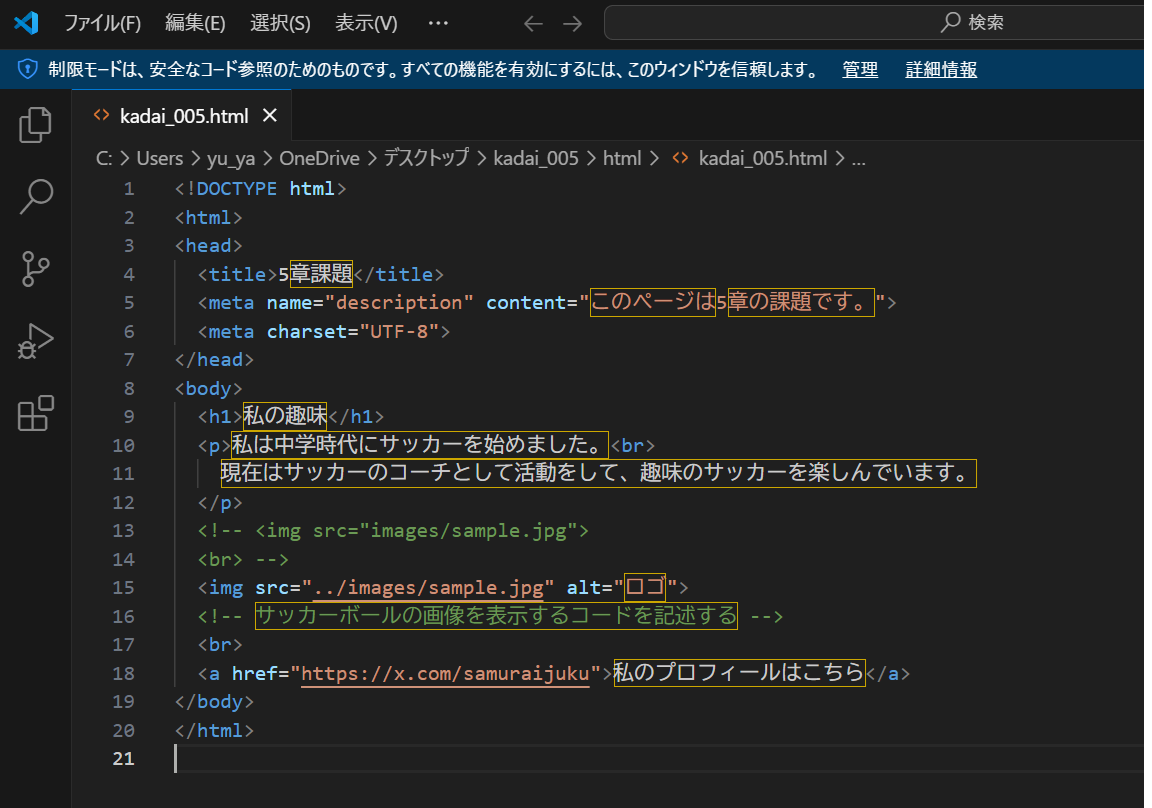 ファイル(F) 編集(E) 選択(S) 表示(V) ··· ← → 検索
制限モードは、安全なコード参照のためのものです。すべての機能を有効にするには、このウィンドウを信頼します。 管理 詳細情報
<> kadai_005.html ×
C: > Users > yu_ya > OneDrive > デスクトップ > kadai_005 > html > <> kadai_005.html > ...
1 <!DOCTYPE html>
2 <html>
3 <head>
4   <title>5章課題</title>
5   <meta name="description" content="このページは5章の課題です。">
6   <meta charset="UTF-8">
7 </head>
8 <body>
9   <h1>私の趣味</h1>
10   <p>私は中学時代にサッカーを始めました。<br>
11     現在はサッカーのコーチとして活動をして、趣味のサッカーを楽しんでいます。
12   </p>
13   <!-- <img src="images/sample.jpg">
14   <br> -->
15   <img src="../images/sample.jpg" alt="ロゴ">
16   <!-- サッカーボールの画像を表示するコードを記述する -->
17   <br>
18   <a href="https://x.com/samuraijuku">私のプロフィールはこちら</a>
19 </body>
20 </html>
21